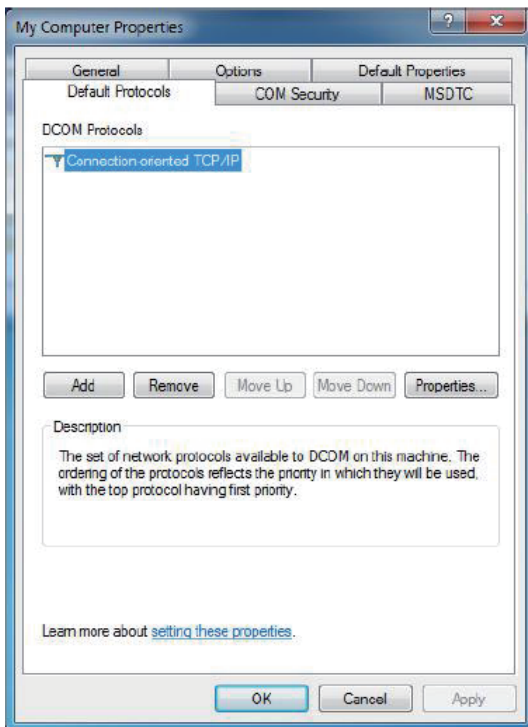 My Computer Properties
?
General Options Default Properties
Default Protocols COM Security MSDTC
DCOM Protocols
Connection-oriented TCP/IP
Add Remove Move Up Move Down Properties...
Description
The set of network protocols available to DCOM on this machine. The
ordering of the protocols reflects the priority in which they will be used,
with the top protocol having first priority.
Learn more about setting these properties.
OK Cancel Apply